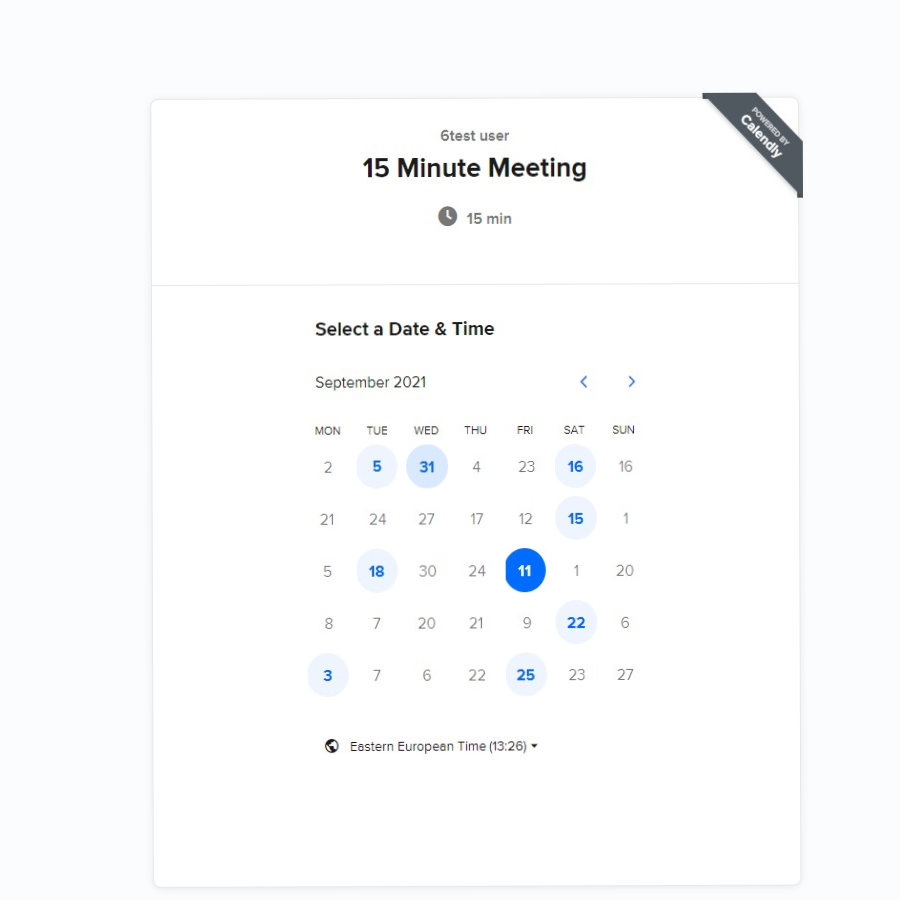 POWERED BY
Calendly
6test user
15 Minute Meeting
15 min
Select a Date & Time
September 2021
MON TUE WED THU FRI SAT SUN
2 5 31 4 23 16 16
21 24 27 17 12 15 1
5 18 30 24 11 1 20
8 7 20 21 9 22 6
3 7 6 22 25 23 27
Eastern European Time (13:26)